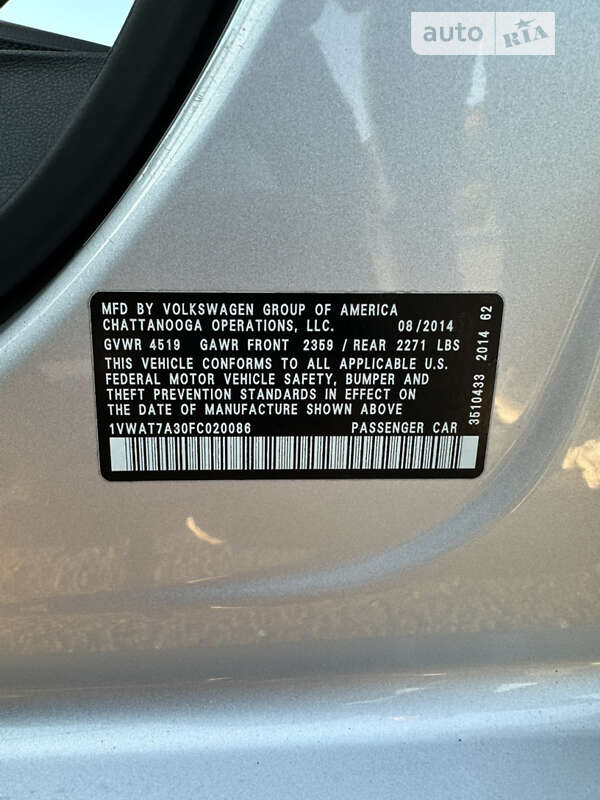 auto RIA
MFD BY VOLKSWAGEN GROUP OF AMERICA
CHATTANOOGA OPERATIONS, LLC. 08/2014
GVWR 4519 GAWR FRONT 2359 / REAR 2271 LBS
THIS VEHICLE CONFORMS TO ALL APPLICABLE U.S.
FEDERAL MOTOR VEHICLE SAFETY, BUMPER AND
THEFT PREVENTION STANDARDS IN EFFECT ON
THE DATE OF MANUFACTURE SHOWN ABOVE
1VWAT7A30FC020086 PASSENGER CAR
3510433 2014 62